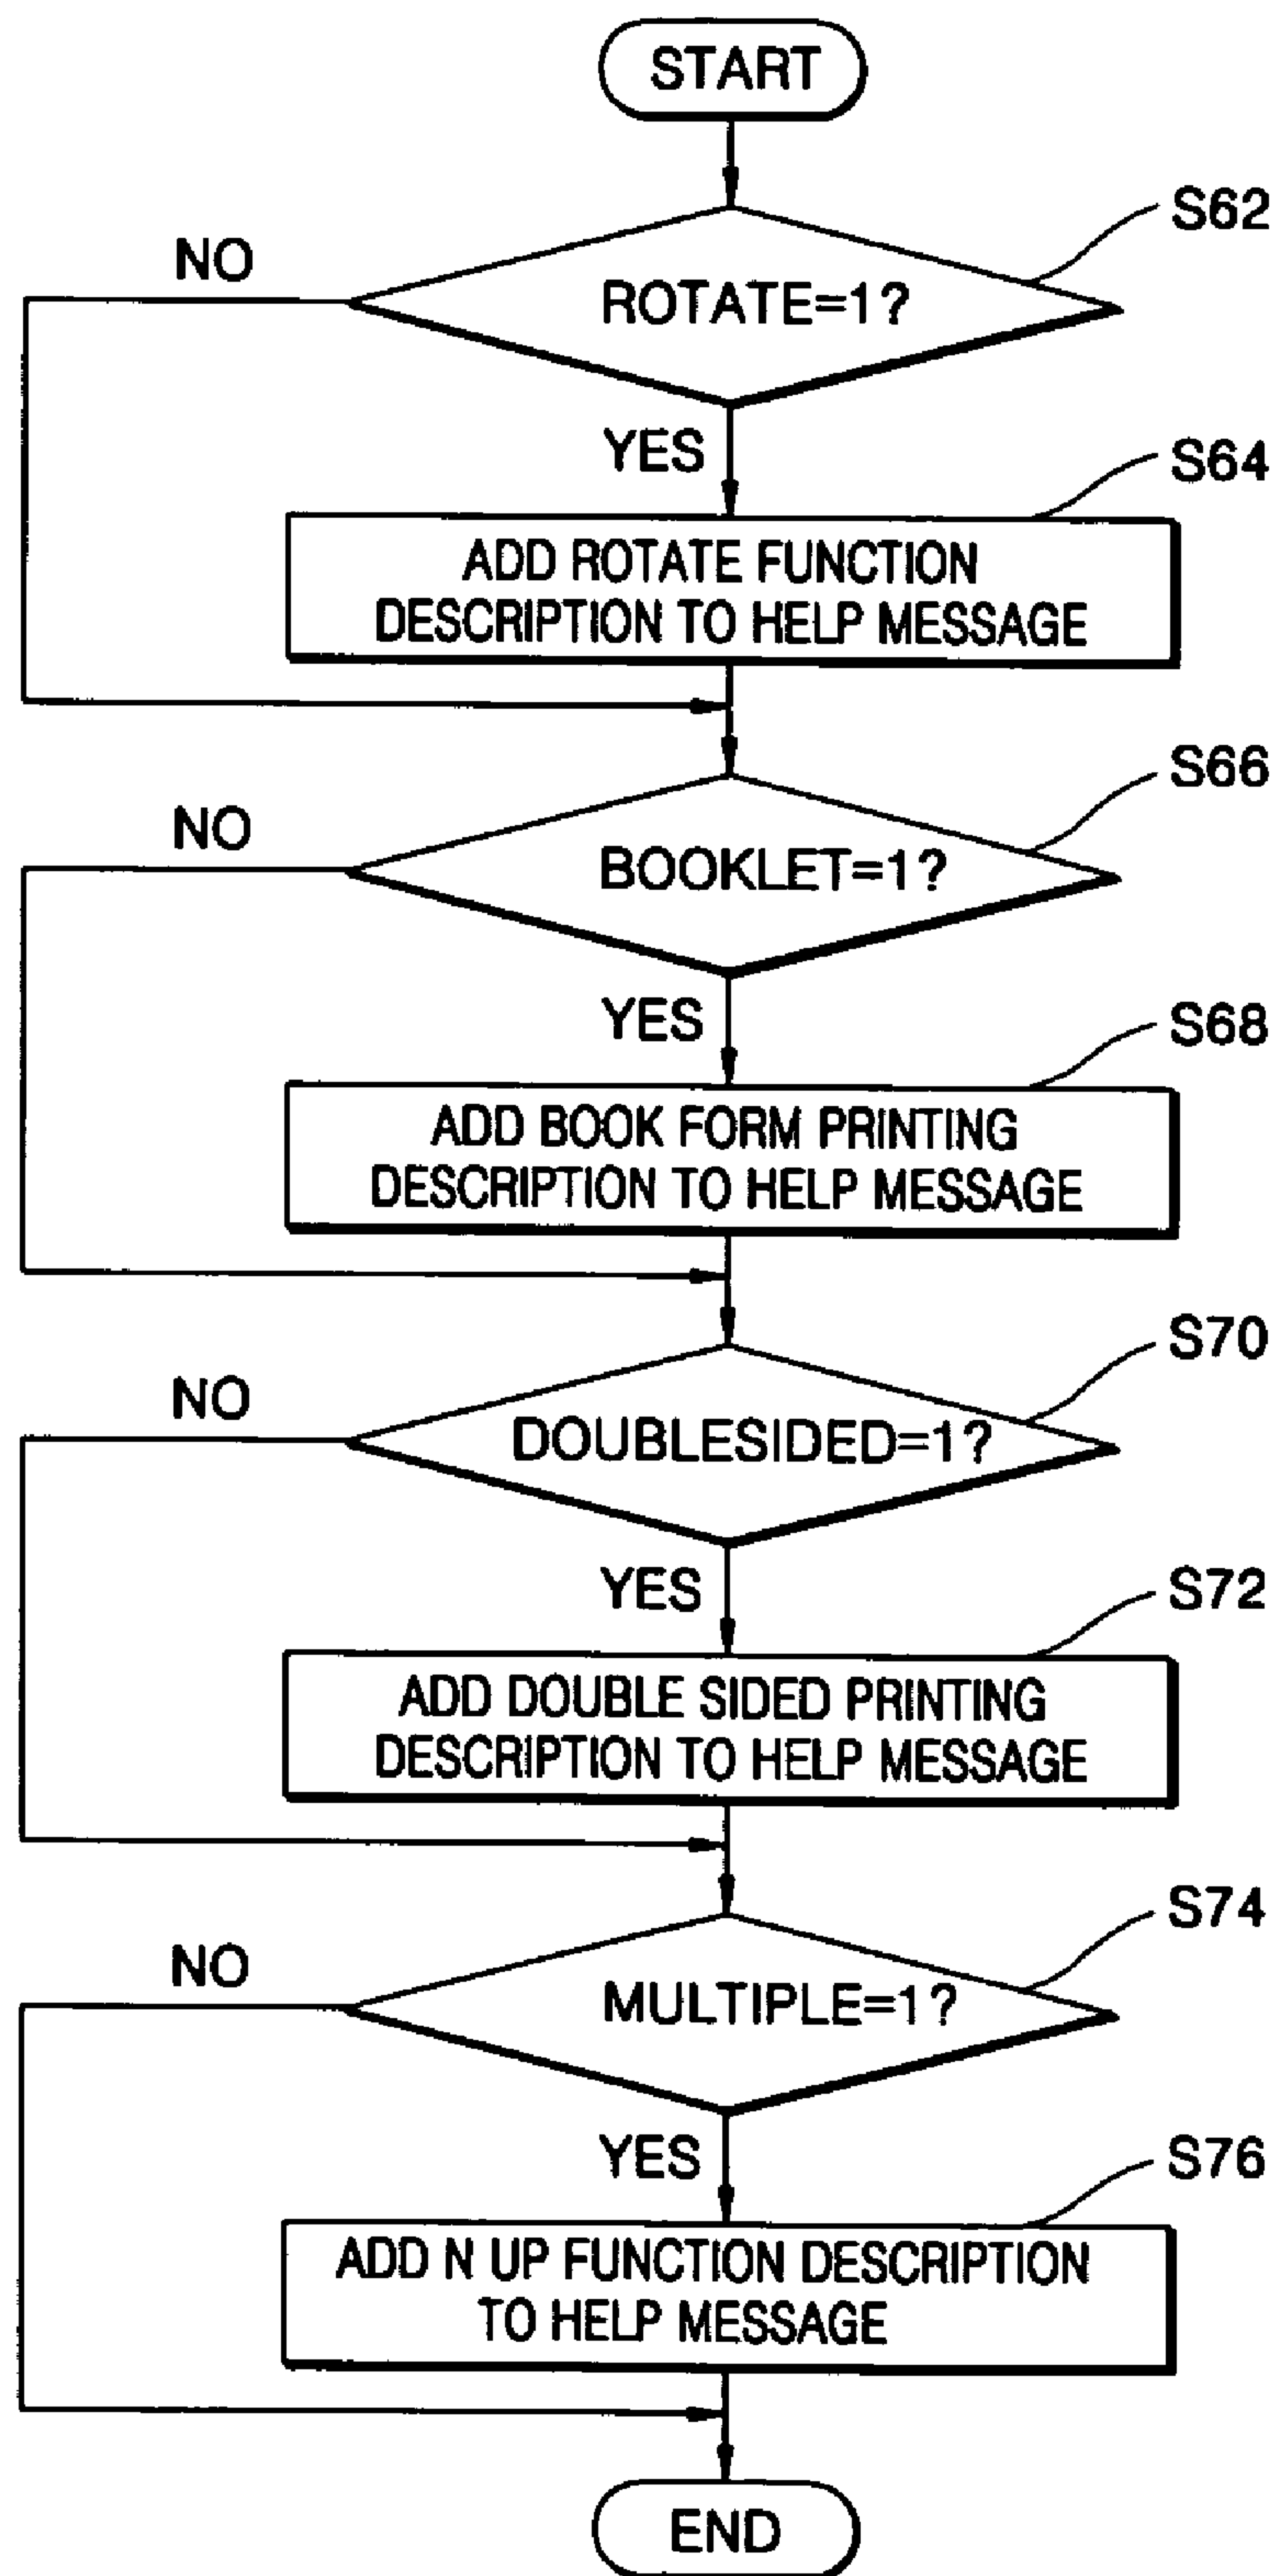 START
S62
NO
ROTATE=1?
YES
S64
ADD ROTATE FUNCTION
DESCRIPTION TO HELP MESSAGE
S66
NO
BOOKLET=1?
YES
S68
ADD BOOK FORM PRINTING
DESCRIPTION TO HELP MESSAGE
S70
NO
DOUBLESIDED=1?
YES
S72
ADD DOUBLE SIDED PRINTING
DESCRIPTION TO HELP MESSAGE
S74
NO
MULTIPLE=1?
YES
S76
ADD N UP FUNCTION DESCRIPTION
TO HELP MESSAGE
END